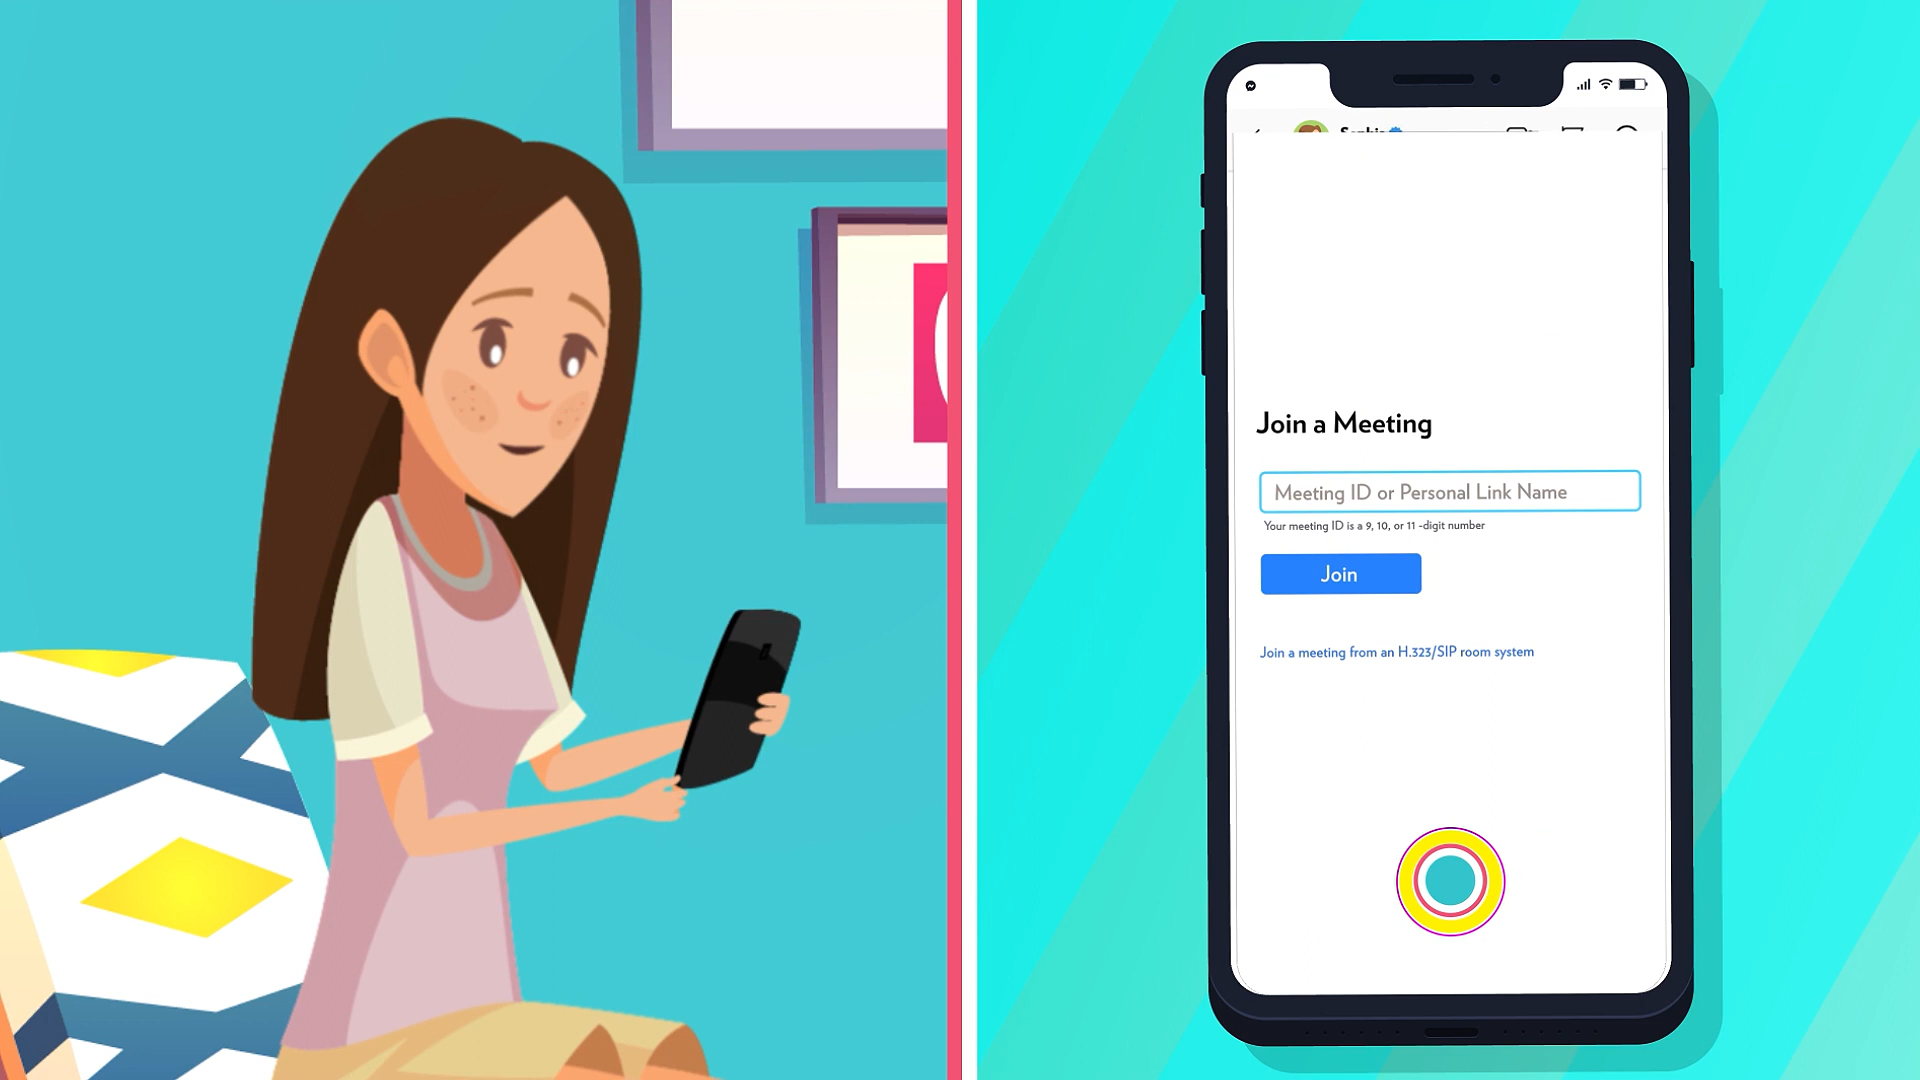 Join a Meeting
Meeting ID or Personal Link Name
Your meeting ID is a 9, 10, or 11 -digit number
Join
Join a meeting from an H.323/SIP room system